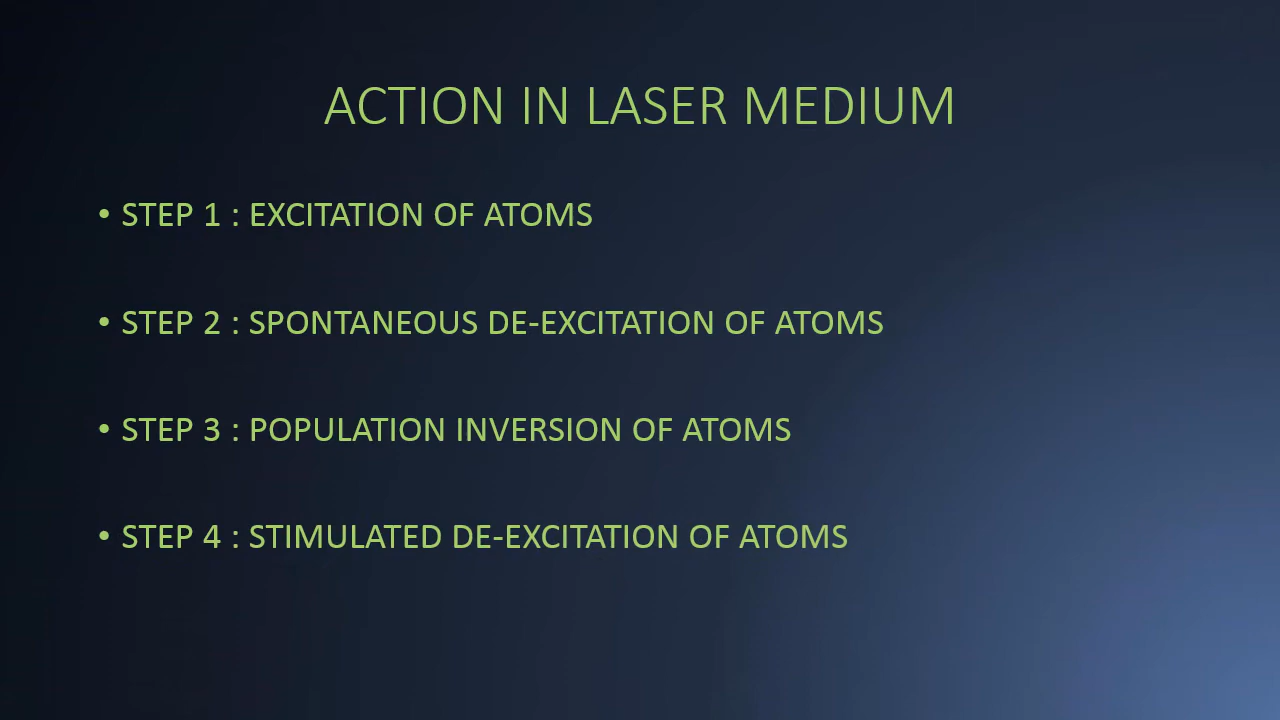 ACTION IN LASER MEDIUM
• STEP 1 : EXCITATION OF ATOMS
• STEP 2 : SPONTANEOUS DE-EXCITATION OF ATOMS
• STEP 3 : POPULATION INVERSION OF ATOMS
• STEP 4 : STIMULATED DE-EXCITATION OF ATOMS